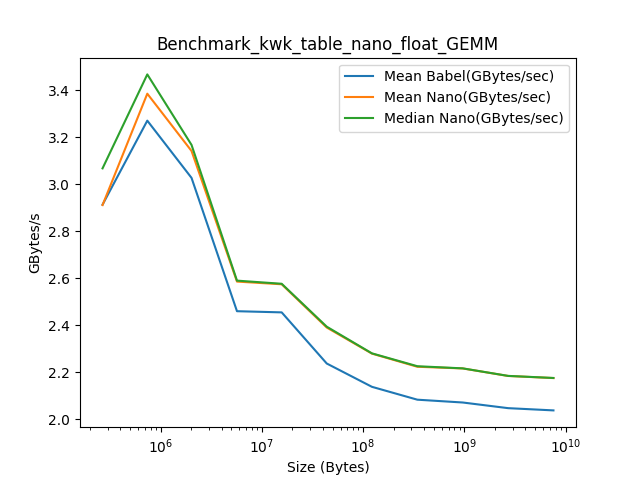 Benchmark_kwk_table_nano_float_GEMM
Mean Babel(GBytes/sec)
Mean Nano(GBytes/sec)
Median Nano(GBytes/sec)
GBytes/s
3.4
3.2
3.0
2.8
2.6
2.4
2.2
2.0
10⁶ 10⁷ 10⁸ 10⁹ 10¹⁰
Size (Bytes)